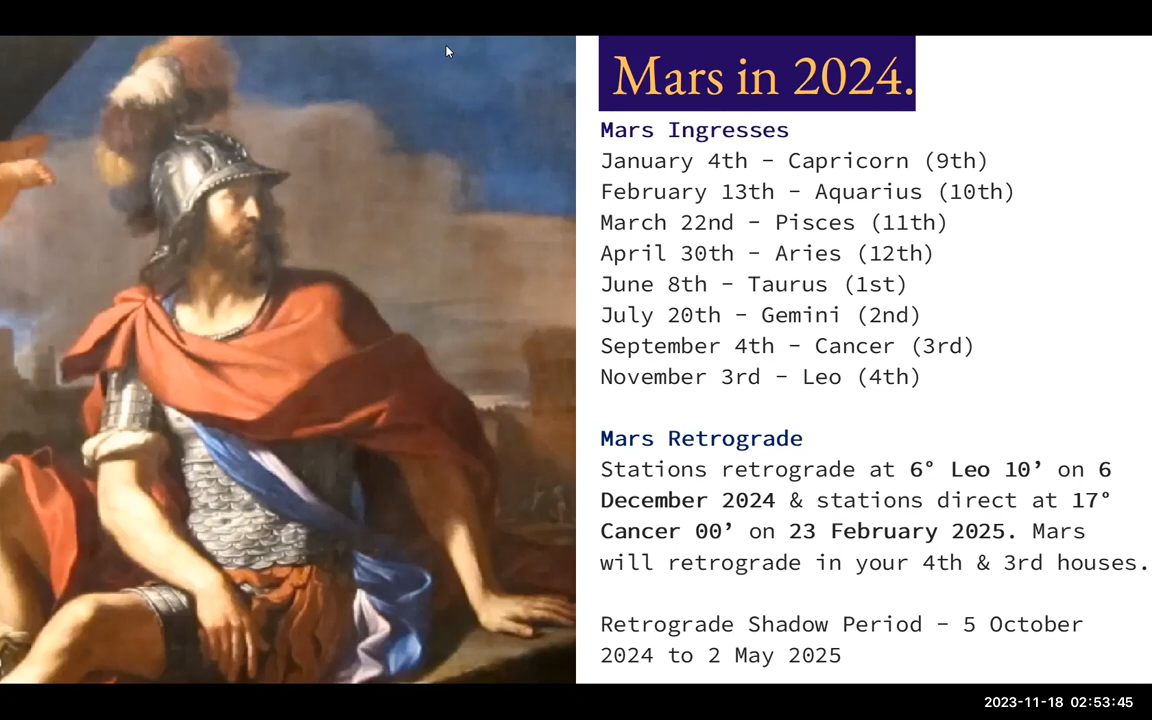 Mars in 2024.
Mars Ingresses
January 4th – Capricorn (9th)
February 13th – Aquarius (10th)
March 22nd – Pisces (11th)
April 30th – Aries (12th)
June 8th – Taurus (1st)
July 20th – Gemini (2nd)
September 4th – Cancer (3rd)
November 3rd – Leo (4th)
Mars Retrograde
Stations retrograde at 6° Leo 10’ on 6
December 2024 & stations direct at 17°
Cancer 00’ on 23 February 2025. Mars
will retrograde in your 4th & 3rd houses.
Retrograde Shadow Period – 5 October
2024 to 2 May 2025
2023-11-18 02:53:45